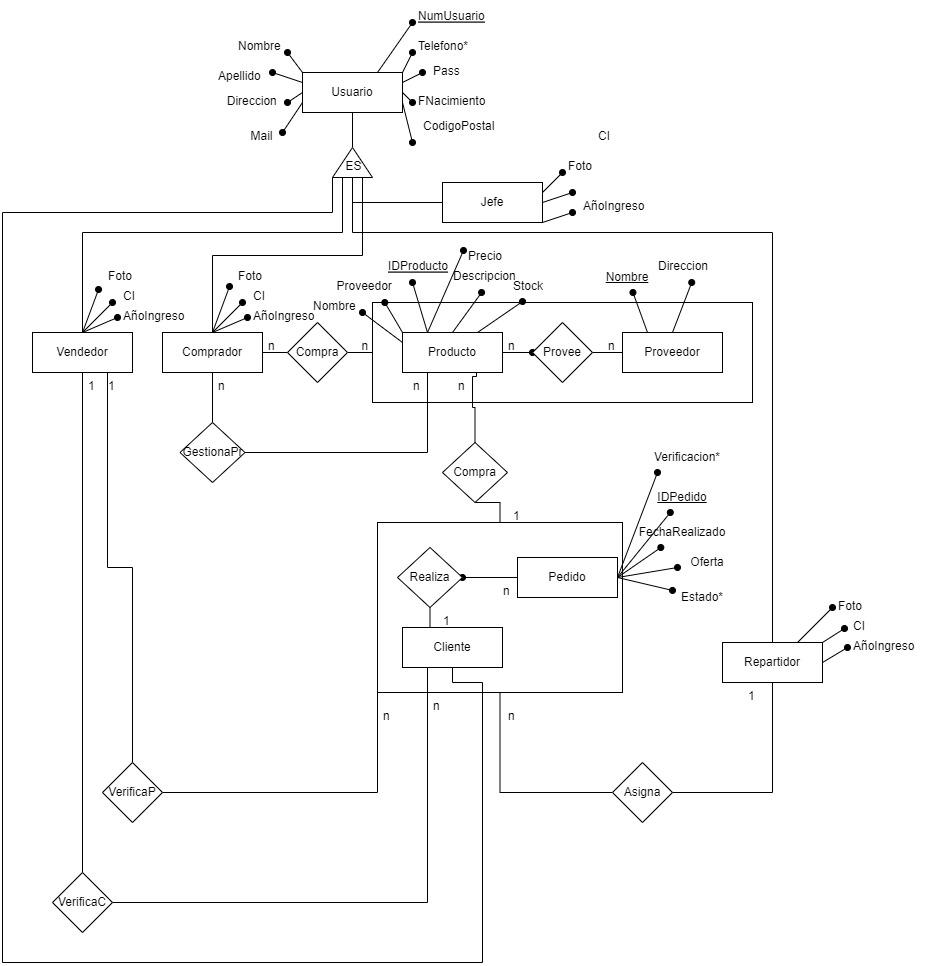 NumUsuario
Nombre
Telefono*
Apellido
Pass
Usuario
Direccion
FNacimiento
Mail
CodigoPostal
CI
ES
Foto
Jefe
AñoIngreso
IDProducto
Precio
Direccion
Foto
Foto
Descripcion
Nombre
Proveedor
Stock
CI
CI
Nombre
AñoIngreso
AñoIngreso
Vendedor
Comprador
n
Compra
n
Producto
n
Provee
n
Proveedor
1
1
n
n
n
GestionaPr
Compra
Verificacion*
IDPedido
1
FechaRealizado
Oferta
Realiza
Pedido
n
Estado*
Foto
1
CI
Cliente
AñoIngreso
Repartidor
1
n
n
n
VerificaP
Asigna
VerificaC